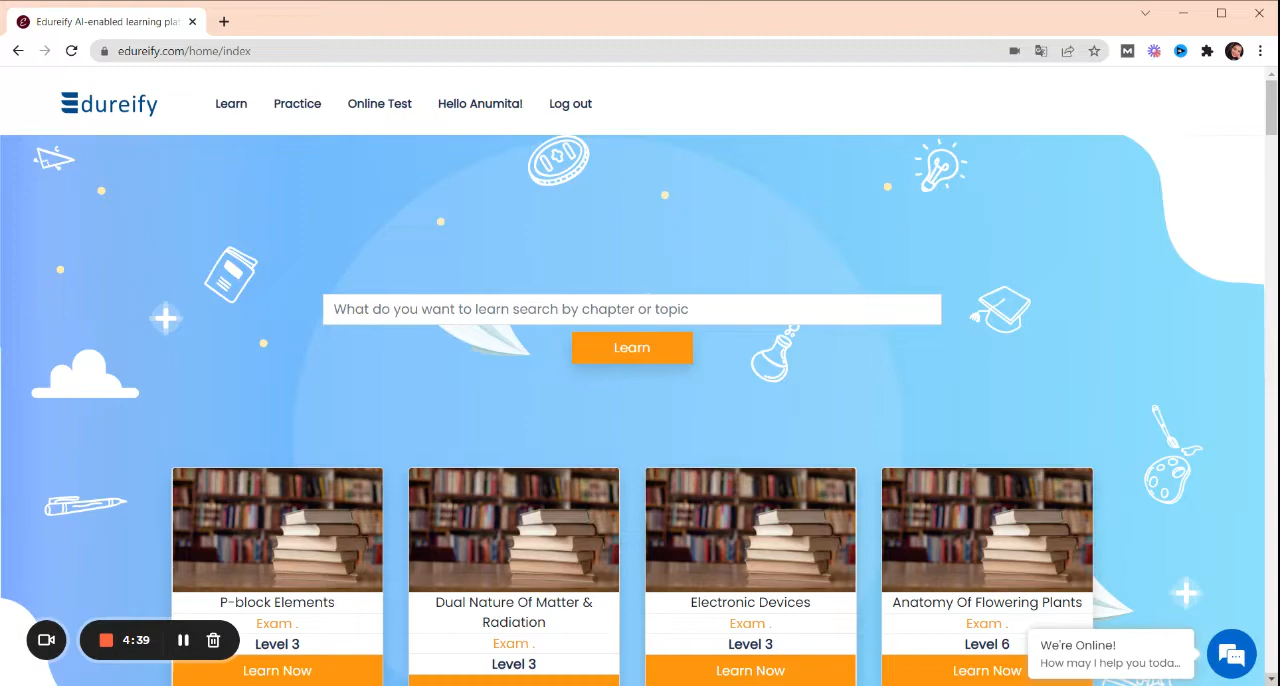 Edureify AI-enabled learning plat
edureify.com/home/index
Edureify
Learn
Practice
Online Test
Hello Anumita!
Log out
What do you want to learn search by chapter or topic
Learn
P-block Elements
Exam .
Level 3
Learn Now
Dual Nature Of Matter &
Radiation
Exam .
Level 3
Electronic Devices
Exam .
Level 3
Learn Now
Anatomy Of Flowering Plants
Exam .
Level 6
Learn Now
4:39
We're Online!
How may I help you toda...